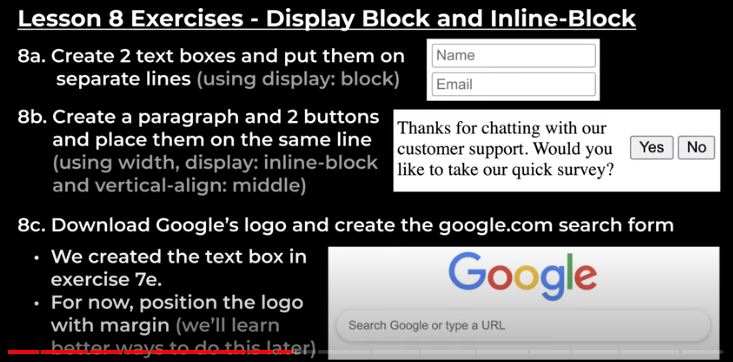 Lesson 8 Exercises - Display Block and Inline-Block
8a. Create 2 text boxes and put them on
separate lines (using display: block)
Name
Email
8b. Create a paragraph and 2 buttons
and place them on the same line
(using width, display: inline-block
and vertical-align: middle)
Thanks for chatting with our
customer support. Would you
like to take our quick survey?
Yes
No
8c. Download Google's logo and create the google.com search form
• We created the text box in
exercise 7e.
• For now, position the logo
with margin (we'll learn
better ways to do this later)
Google
Search Google or type a URL